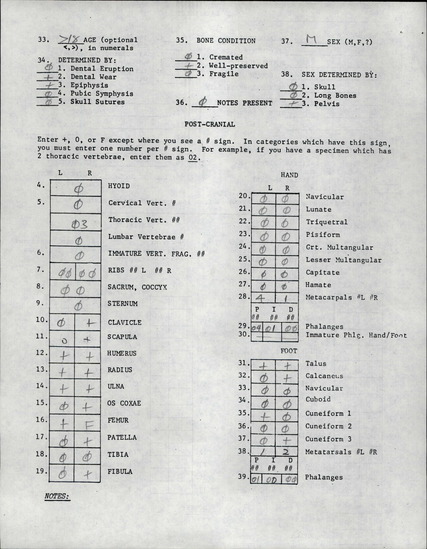 33. >18 AGE (optional
<,>), in numerals
34. DETERMINED BY:
Ø 1. Dental Eruption
+ 2. Dental Wear
+ 3. Epiphysis
Ø 4. Pubic Symphysis
Ø 5. Skull Sutures
35. BONE CONDITION
Ø 1. Cremated
+ 2. Well-preserved
Ø 3. Fragile
36. Ø NOTES PRESENT
37. M SEX (M,F,?)
38. SEX DETERMINED BY:
Ø 1. Skull
Ø 2. Long Bones
+ 3. Pelvis
POST-CRANIAL
Enter +, 0, or F except where you see a # sign. In categories which have this sign,
you must enter one number per # sign. For example, if you have a specimen which has
2 thoracic vertebrae, enter them as 02.
L R
4. Ø HYOID
5. Ø Cervical Vert. #
Ø3 Thoracic Vert. ##
Ø Lumbar Vertebrae #
6. Ø IMMATURE VERT. FRAG. ##
7. ØØ ØØ RIBS ## L ## R
8. Ø Ø SACRUM, COCCYX
9. Ø STERNUM
10. Ø + CLAVICLE
11. 0 + SCAPULA
12. + + HUMERUS
13. + + RADIUS
14. + + ULNA
15. Ø + OS COXAE
16. + F FEMUR
17. Ø + PATELLA
18. Ø Ø TIBIA
19. Ø + FIBULA
NOTES:
HAND
L R
20. Ø Ø Navicular
21. Ø Ø Lunate
22. Ø Ø Triquetral
23. Ø Ø Pisiform
24. Ø Ø Grt. Multangular
25. Ø Ø Lesser Multangular
26. Ø Ø Capitate
27. Ø Ø Hamate
28. 4 1 Metacarpals #L #R
P I D
## ## ##
29. 04 01 00 Phalanges
30. Immature Phlg. Hand/Foot
FOOT
31. + + Talus
32. Ø + Calcaneus
33. Ø Ø Navicular
34. Ø Ø Cuboid
35. + Ø Cuneiform 1
36. Ø Ø Cuneiform 2
37. Ø + Cuneiform 3
38. 1 2 Metatarsals #L #R
P I D
## ## ##
39. 01 00 00 Phalanges